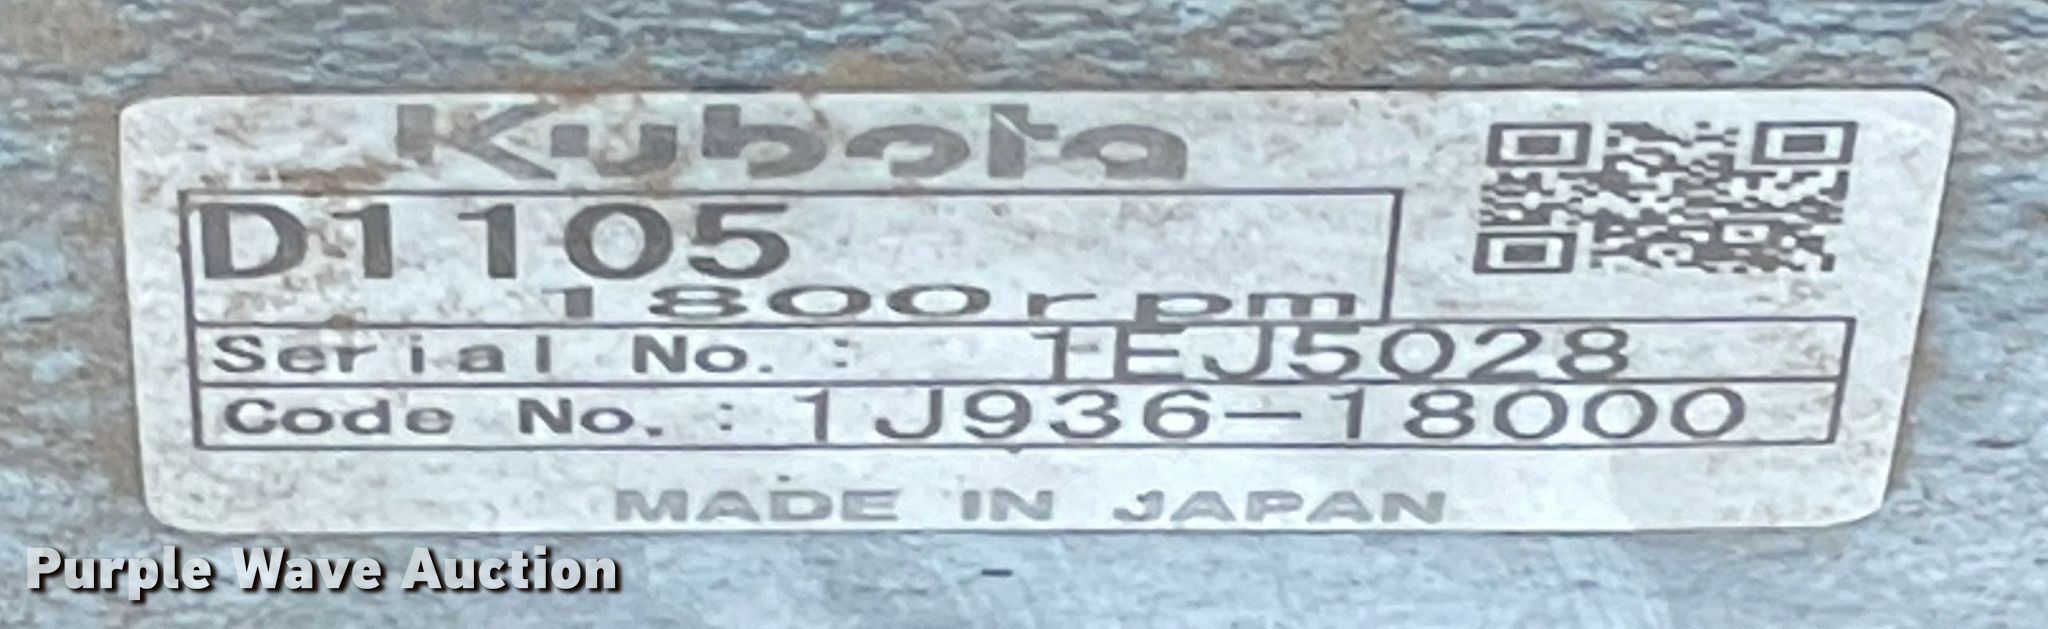 Kubota
D1105
1800rpm
Serial No. : 1EJ5028
Code No. : 1J936-18000
MADE IN JAPAN
Purple Wave Auction